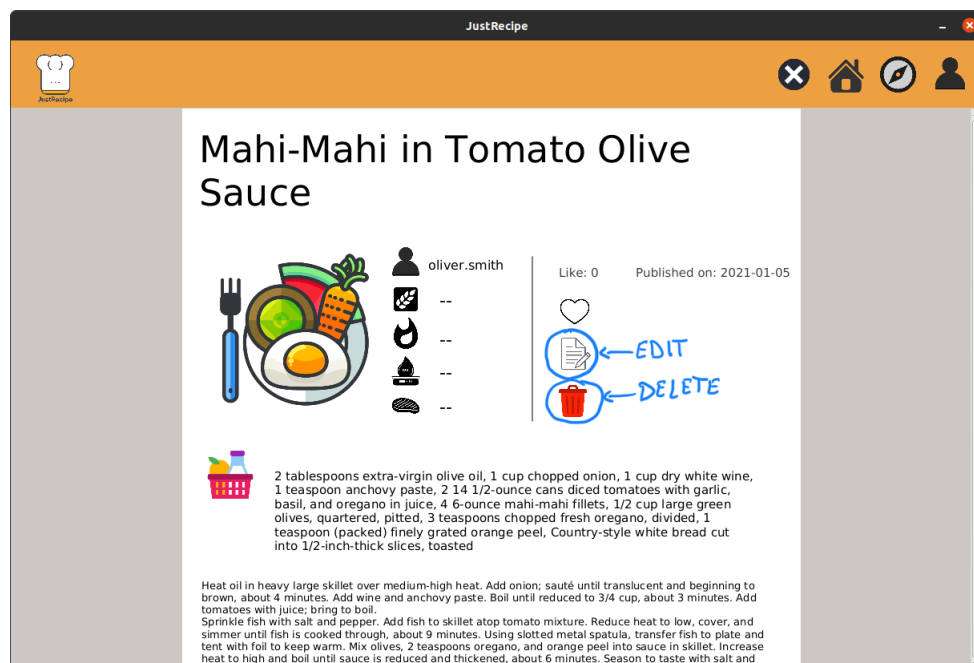 JustRecipe
JustRecipe
Mahi-Mahi in Tomato Olive
Sauce
oliver.smith
--
--
--
--
Like: 0
Published on: 2021-01-05
EDIT
DELETE
2 tablespoons extra-virgin olive oil, 1 cup chopped onion, 1 cup dry white wine,
1 teaspoon anchovy paste, 2 14 1/2-ounce cans diced tomatoes with garlic,
basil, and oregano in juice, 4 6-ounce mahi-mahi fillets, 1/2 cup large green
olives, quartered, pitted, 3 teaspoons chopped fresh oregano, divided, 1
teaspoon (packed) finely grated orange peel, Country-style white bread cut
into 1/2-inch-thick slices, toasted
Heat oil in heavy large skillet over medium-high heat. Add onion; sauté until translucent and beginning to
brown, about 4 minutes. Add wine and anchovy paste. Boil until reduced to 3/4 cup, about 3 minutes. Add
tomatoes with juice; bring to boil.
Sprinkle fish with salt and pepper. Add fish to skillet atop tomato mixture. Reduce heat to low, cover, and
simmer until fish is cooked through, about 9 minutes. Using slotted metal spatula, transfer fish to plate and
tent with foil to keep warm. Mix olives, 2 teaspoons oregano, and orange peel into sauce in skillet. Increase
heat to high and boil until sauce is reduced and thickened, about 6 minutes. Season to taste with salt and